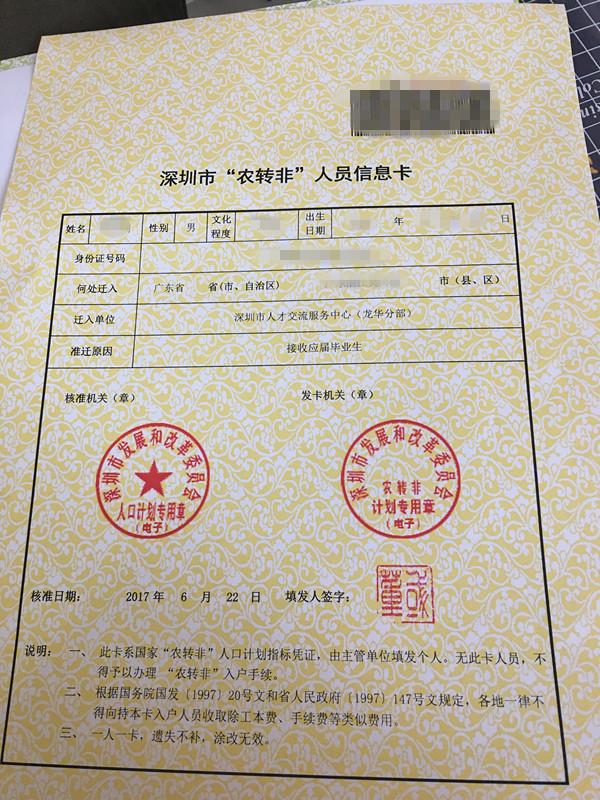 深圳市“农转非”人员信息卡
姓名 性别 男 文化程度 出生日期 年 日
身份证号码
何处迁入 广东省 省(市、自治区) 市（县、区）
迁入单位 深圳市人才交流服务中心（龙华分部）
准迁原因 接收应届毕业生
核准机关（章） 发卡机关（章）
深圳市发展和改革委员会
人口计划专用章
（电子）
深圳市发展和改革委员会
农转非
计划专用章
（电子）
核准日期： 2017 年 6 月 22 日 填发人签字：
说明： 一、 此卡系国家“农转非”人口计划指标凭证，由主管单位填发个人。无此卡人员，不
得予以办理 “农转非”入户手续。
二、 根据国务院国发〔1997〕20号文和省人民政府〔1997〕147号文规定，各地一律不
得向持本卡入户人员收取除工本费、手续费等类似费用。
三、 一人一卡，遗失不补，涂改无效。